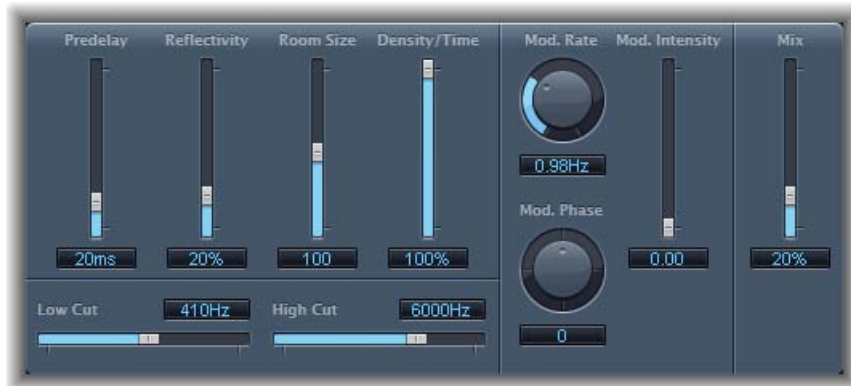 Predelay Reflectivity Room Size Density/Time Mod. Rate Mod. Intensity Mix
0.98Hz
Mod. Phase
20ms 20% 100 100% 0.00 20%
Low Cut 410Hz High Cut 6000Hz
0